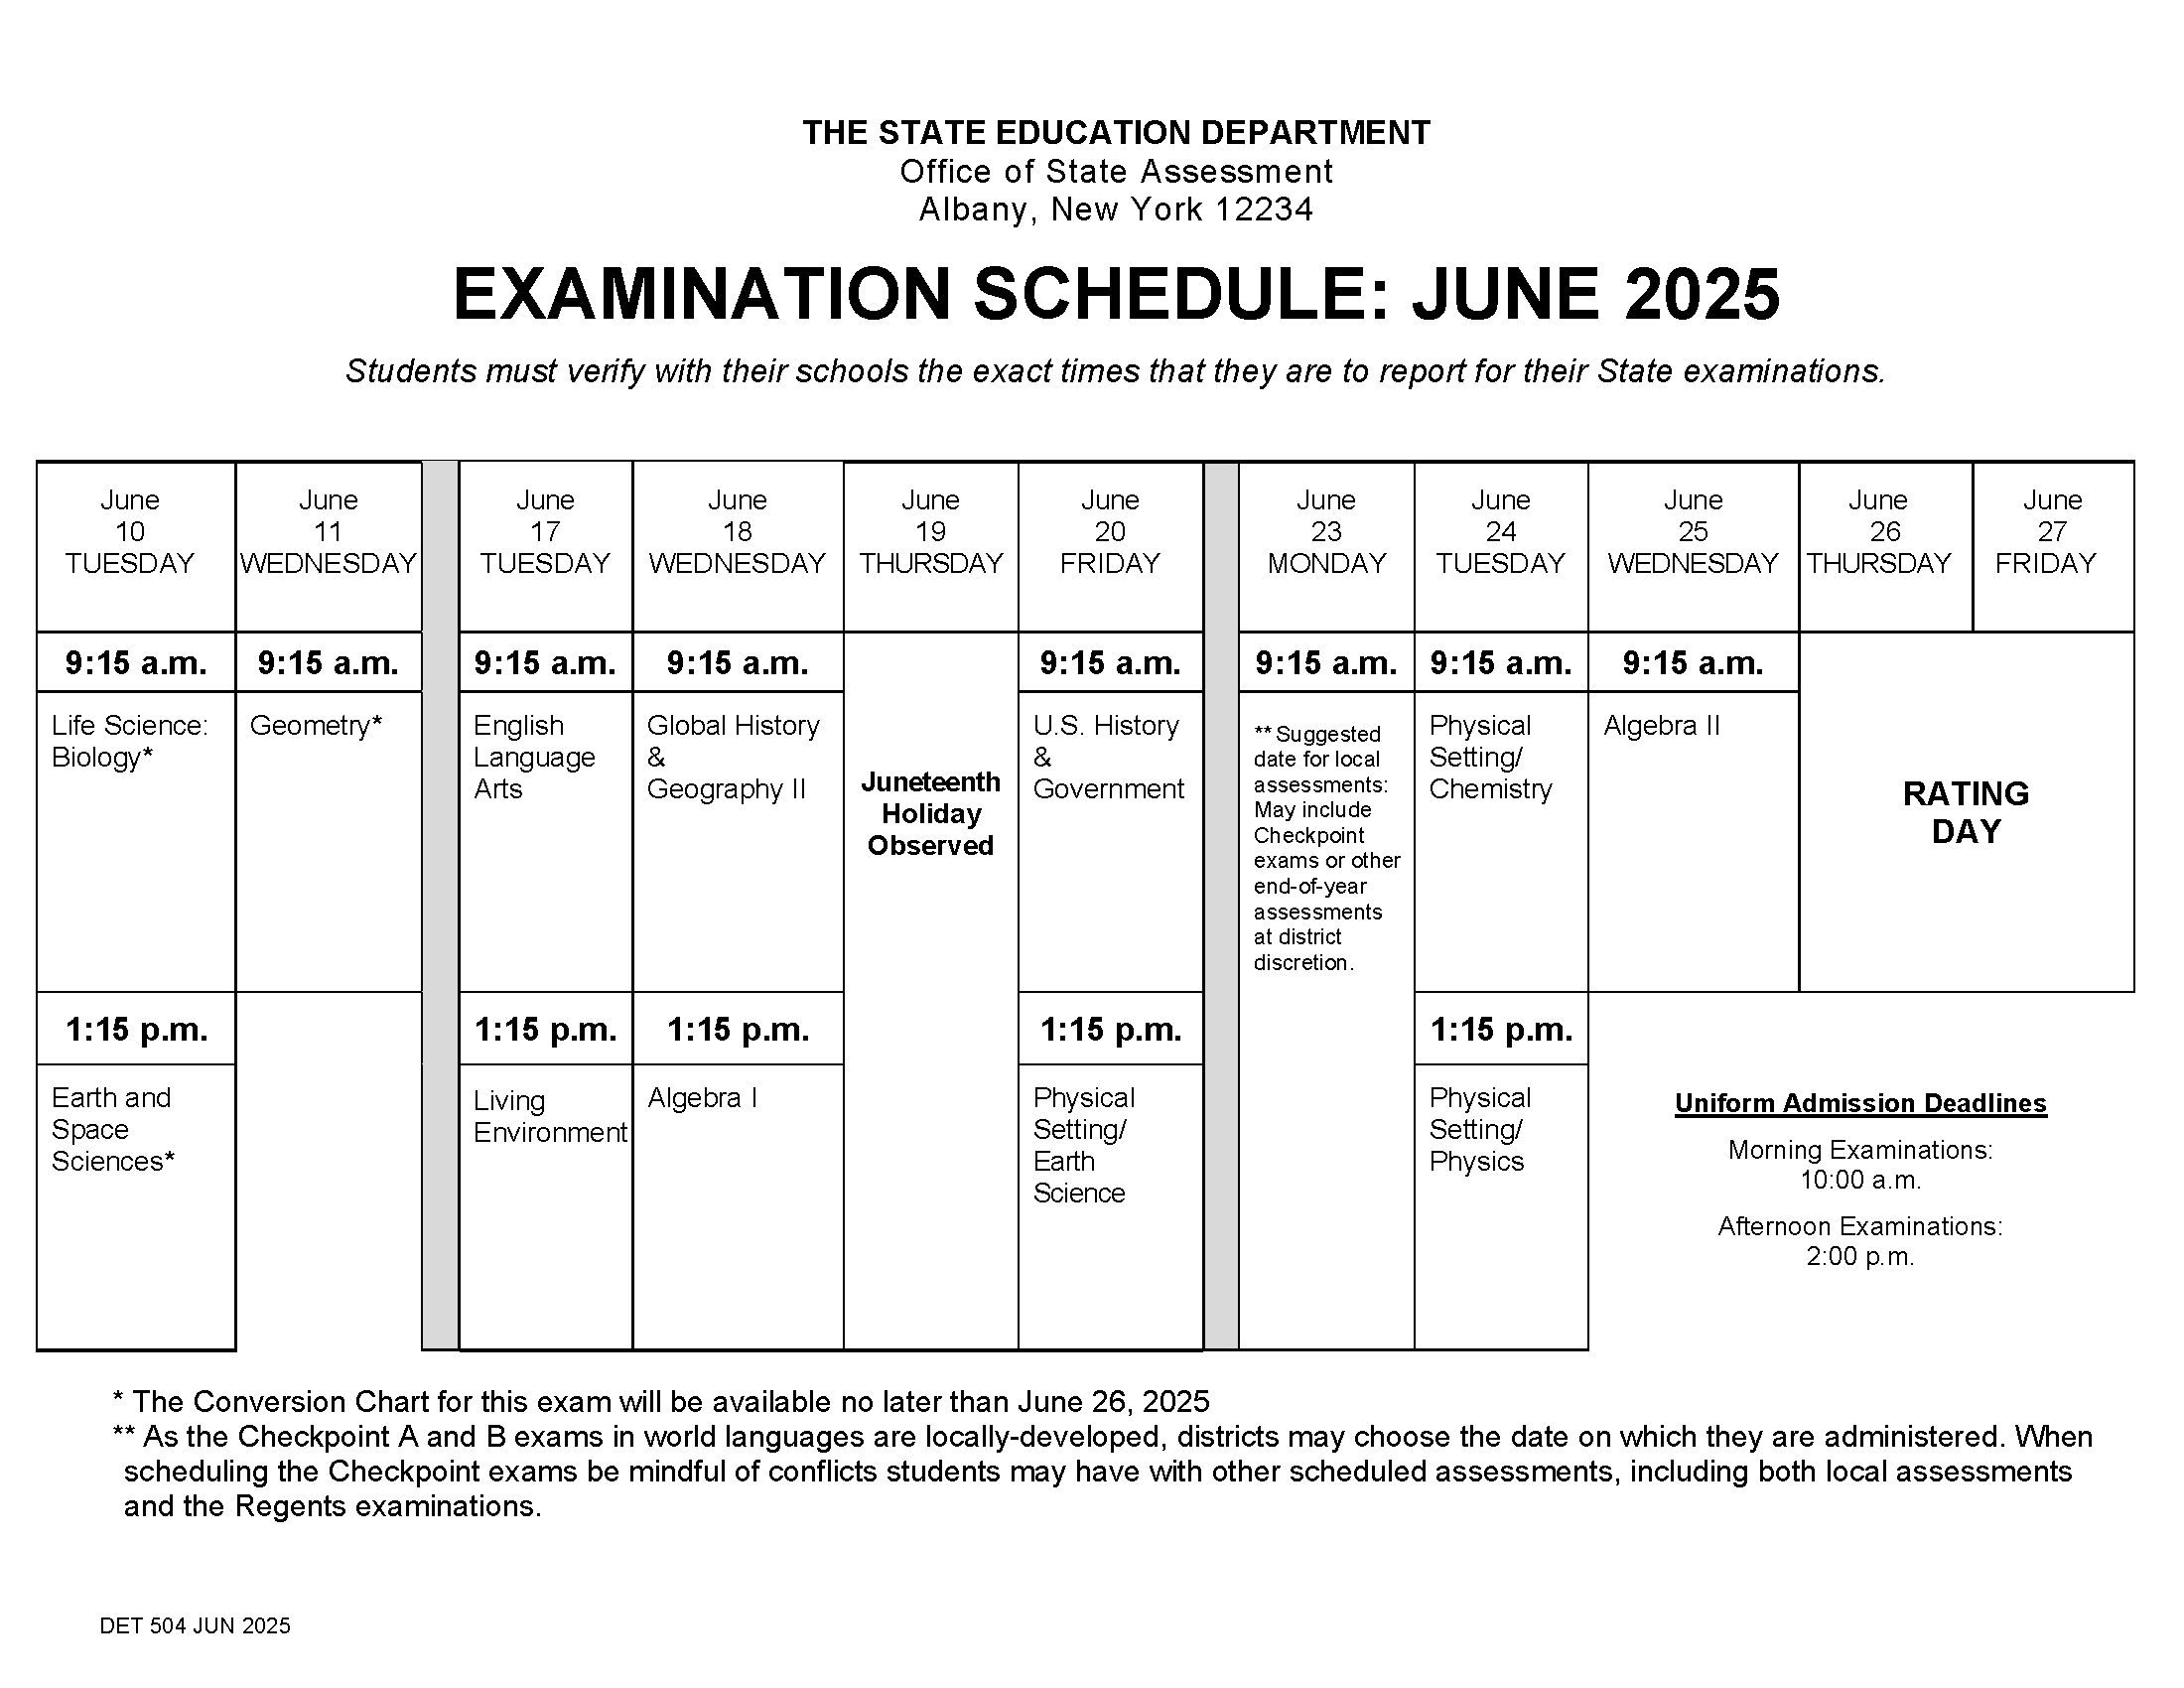 THE STATE EDUCATION DEPARTMENT
Office of State Assessment
Albany, New York 12234
EXAMINATION SCHEDULE: JUNE 2025
Students must verify with their schools the exact times that they are to report for their State examinations.
June
10
TUESDAY
June
11
WEDNESDAY
June
17
TUESDAY
June
18
WEDNESDAY
June
19
THURSDAY
June
20
FRIDAY
June
23
MONDAY
June
24
TUESDAY
June
25
WEDNESDAY
June
26
THURSDAY
June
27
FRIDAY
9:15 a.m.
9:15 a.m.
9:15 a.m.
9:15 a.m.
9:15 a.m.
9:15 a.m.
9:15 a.m.
9:15 a.m.
Life Science:
Biology*
Geometry*
English
Language
Arts
Global History
&
Geography II
Juneteenth
Holiday
Observed
U.S. History
&
Government
** Suggested
date for local
assessments:
May include
Checkpoint
exams or other
end-of-year
assessments
at district
discretion.
Physical
Setting/
Chemistry
Algebra II
RATING
DAY
1:15 p.m.
1:15 p.m.
1:15 p.m.
1:15 p.m.
1:15 p.m.
Earth and
Space
Sciences*
Living
Environment
Algebra I
Physical
Setting/
Earth
Science
Physical
Setting/
Physics
Uniform Admission Deadlines
Morning Examinations:
10:00 a.m.
Afternoon Examinations:
2:00 p.m.
* The Conversion Chart for this exam will be available no later than June 26, 2025
** As the Checkpoint A and B exams in world languages are locally-developed, districts may choose the date on which they are administered. When
scheduling the Checkpoint exams be mindful of conflicts students may have with other scheduled assessments, including both local assessments
and the Regents examinations.
DET 504 JUN 2025